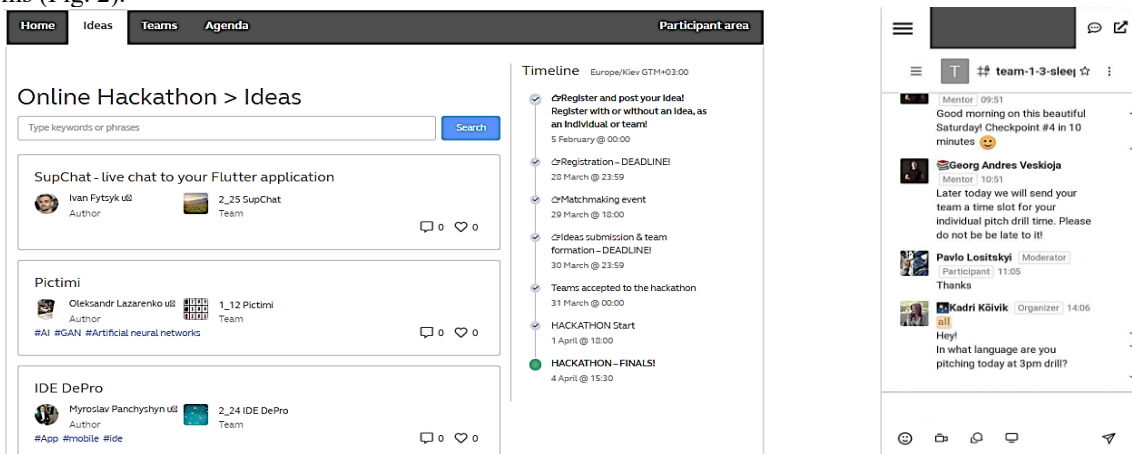 ms (Fig. 2).
Home Ideas Teams Agenda Participant area
Online Hackathon > Ideas
Type keywords or phrases Search
SupChat - live chat to your Flutter application
Ivan Fytsyk
Author
2_25 SupChat
Team
0 0
Pictimi
Oleksandr Lazarenko
Author
1_12 Pictimi
Team
#AI #GAN #Artificial neural networks
0 0
IDE DePro
Myroslav Panchyshyn
Author
2_24 IDE DePro
Team
#App #mobile #ide
0 0
Timeline Europe/Kiev GTM+03:00
Register and post your idea!
Register with or without an idea, as
an individual or team!
5 February @ 00:00
Registration – DEADLINE!
28 March @ 23:59
Matchmaking event
29 March @ 18:00
Ideas submission & team
formation – DEADLINE!
30 March @ 23:59
Teams accepted to the hackathon
31 March @ 00:00
HACKATHON Start
1 April @ 18:00
HACKATHON – FINALS!
4 April @ 15:30
T team-1-3-sleep
Mentor 09:51
Good morning on this beautiful
Saturday! Checkpoint #4 in 10
minutes
Georg Andres Veskioja
Mentor 10:51
Later today we will send your
team a time slot for your
individual pitch drill time. Please
do not be be late to it!
Pavlo Lositskyi Moderator
Participant 11:05
Thanks
Kadri Kõivik Organizer 14:06
all
Hey!
In what language are you
pitching today at 3pm drill?